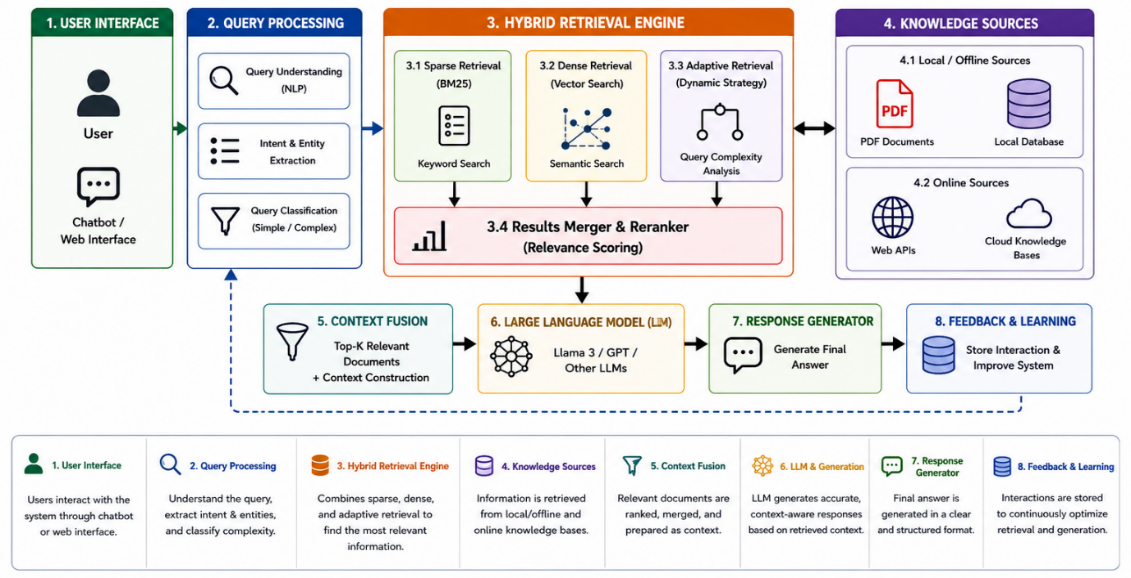 1. USER INTERFACE
User
Chatbot /
Web Interface
2. QUERY PROCESSING
Query Understanding
(NLP)
Intent & Entity
Extraction
Query Classification
(Simple / Complex)
3. HYBRID RETRIEVAL ENGINE
3.1 Sparse Retrieval
(BM25)
Keyword Search
3.2 Dense Retrieval
(Vector Search)
Semantic Search
3.3 Adaptive Retrieval
(Dynamic Strategy)
Query Complexity
Analysis
3.4 Results Merger & Reranker
(Relevance Scoring)
4. KNOWLEDGE SOURCES
4.1 Local / Offline Sources
PDF
PDF Documents
Local Database
4.2 Online Sources
Web APIs
Cloud Knowledge
Bases
5. CONTEXT FUSION
Top-K Relevant
Documents
+ Context Construction
6. LARGE LANGUAGE MODEL (LLM)
Llama 3 / GPT /
Other LLMs
7. RESPONSE GENERATOR
Generate Final
Answer
8. FEEDBACK & LEARNING
Store Interaction &
Improve System
1. User Interface
Users interact with the
system through chatbot
or web interface.
2. Query Processing
Understand the query,
extract intent & entities,
and classify complexity.
3. Hybrid Retrieval Engine
Combines sparse, dense,
and adaptive retrieval to
find the most relevant
information.
4. Knowledge Sources
Information is retrieved
from local/offline and
online knowledge bases.
5. Context Fusion
Relevant documents are
ranked, merged, and
prepared as context.
6. LLM & Generation
LLM generates accurate,
context-aware responses
based on retrieved context.
7. Response
Generator
Final answer is
generated in a clear
and structured format.
8. Feedback & Learning
Interactions are stored
to continuously optimize
retrieval and generation.